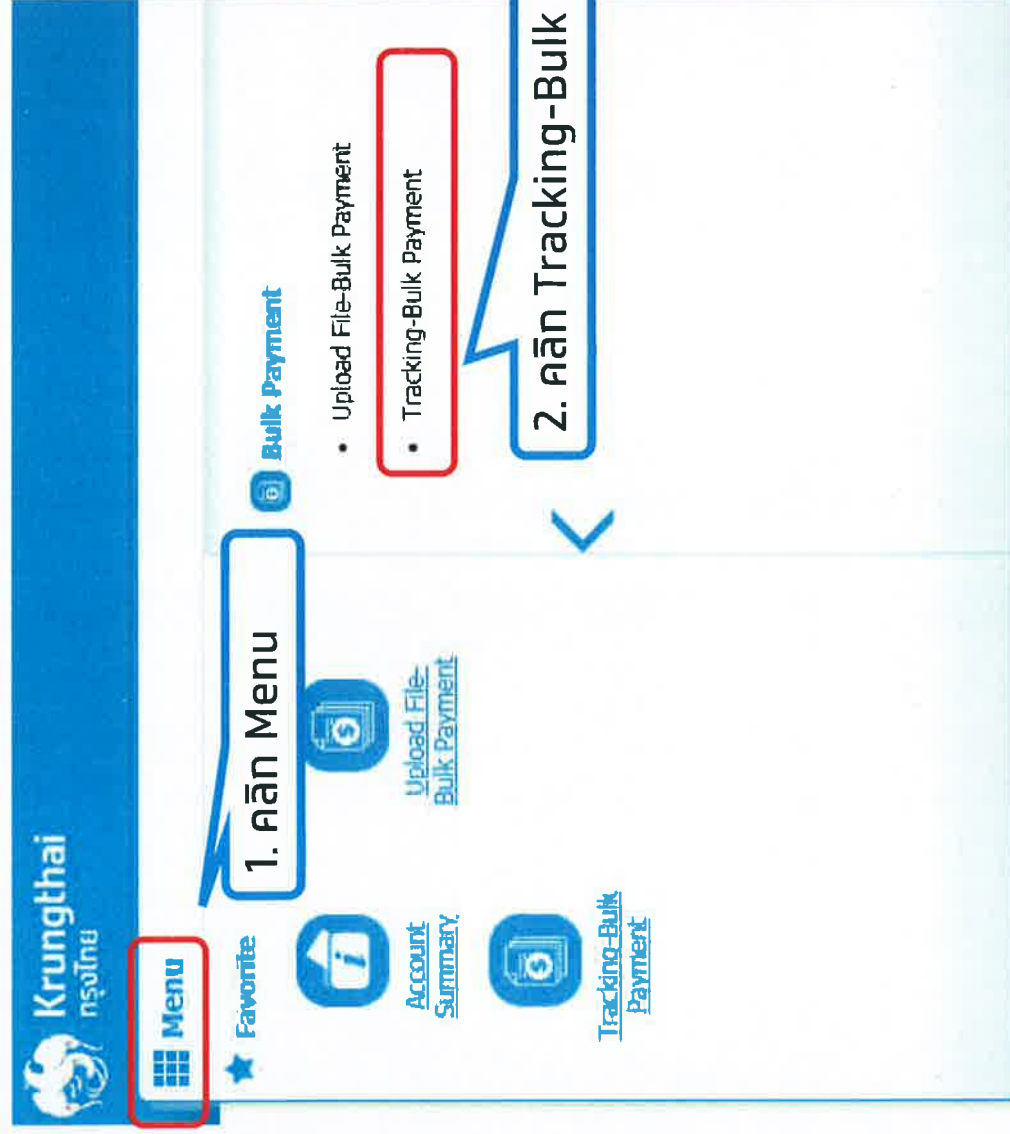 Krungthai
กรุงไทย
Menu
1. คลิก Menu
Favorite
Account
Summary
Upload File-
Bulk Payment
Tracking-Bulk
Payment
Bulk Payment
• Upload File-Bulk Payment
• Tracking-Bulk Payment
2. คลิก Tracking-Bulk